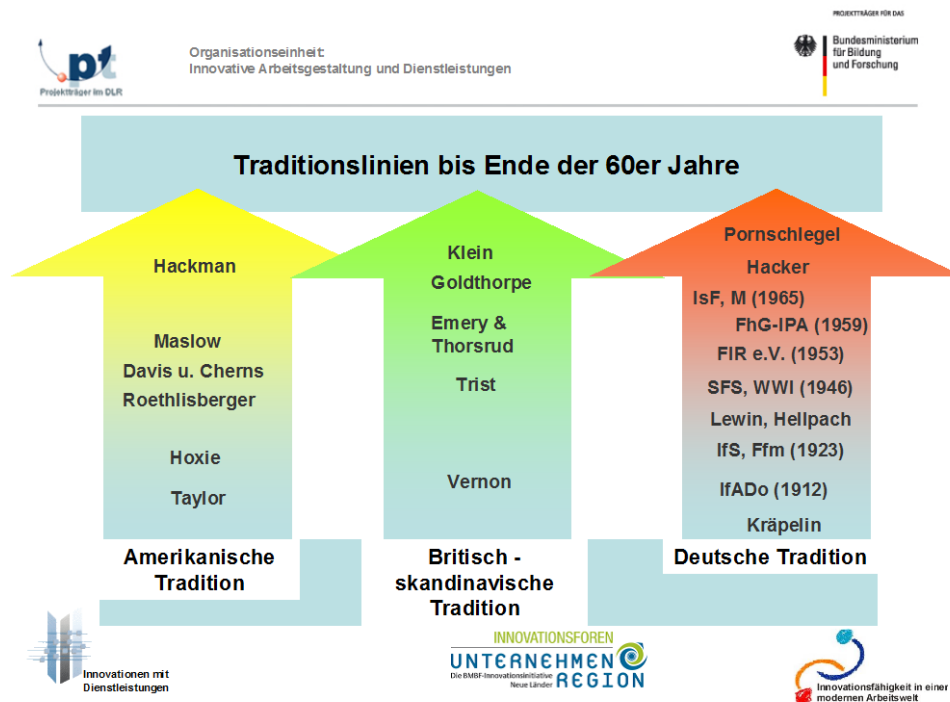 PROJEKTTRÄGER FÜR DAS
Bundesministerium
für Bildung
und Forschung
pt
Projektträger im DLR
Organisationseinheit:
Innovative Arbeitsgestaltung und Dienstleistungen
Traditionslinien bis Ende der 60er Jahre
Hackman
Maslow
Davis u. Cherns
Roethlisberger
Hoxie
Taylor
Amerikanische
Tradition
Klein
Goldthorpe
Emery &
Thorsrud
Trist
Vernon
Britisch -
skandinavische
Tradition
Pornschlegel
Hacker
IsF, M (1965)
FhG-IPA (1959)
FIR e.V. (1953)
SFS, WWI (1946)
Lewin, Hellpach
IfS, Ffm (1923)
IfADo (1912)
Kräpelin
Deutsche Tradition
Innovationen mit
Dienstleistungen
INNOVATIONSFOREN
UNTERNEHMEN
Die BMBF-Innovationsinitiative
Neue Länder
REGION
Innovationsfähigkeit in einer
modernen Arbeitswelt